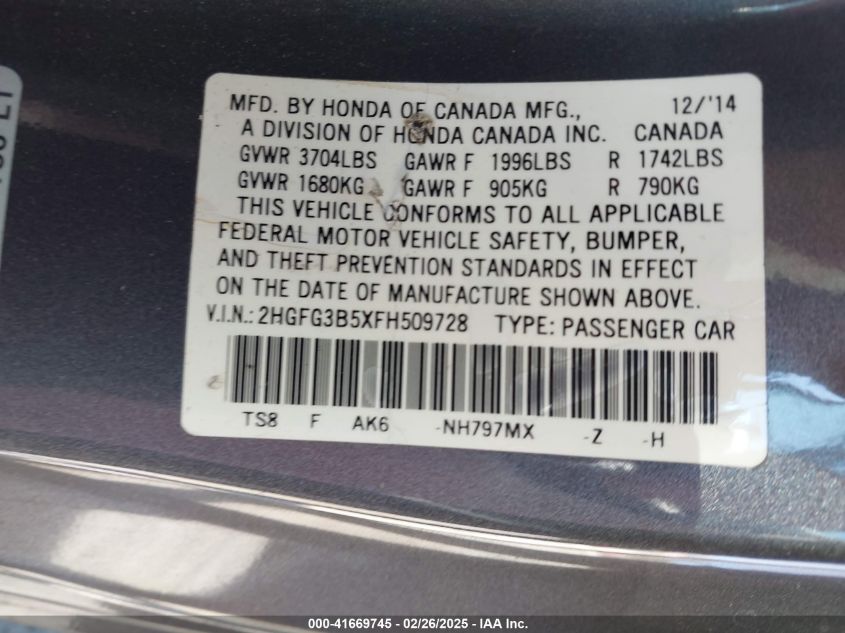 MFD. BY HONDA OF CANADA MFG., 12/'14
A DIVISION OF HONDA CANADA INC. CANADA
GVWR 3704LBS GAWR F 1996LBS R 1742LBS
GVWR 1680KG GAWR F 905KG R 790KG
THIS VEHICLE CONFORMS TO ALL APPLICABLE
FEDERAL MOTOR VEHICLE SAFETY, BUMPER,
AND THEFT PREVENTION STANDARDS IN EFFECT
ON THE DATE OF MANUFACTURE SHOWN ABOVE.
V.I.N.: 2HGFG3B5XFH509728 TYPE: PASSENGER CAR
TS8 F AK6 -NH797MX -Z -H
000-41669745 - 02/26/2025 - IAA Inc.